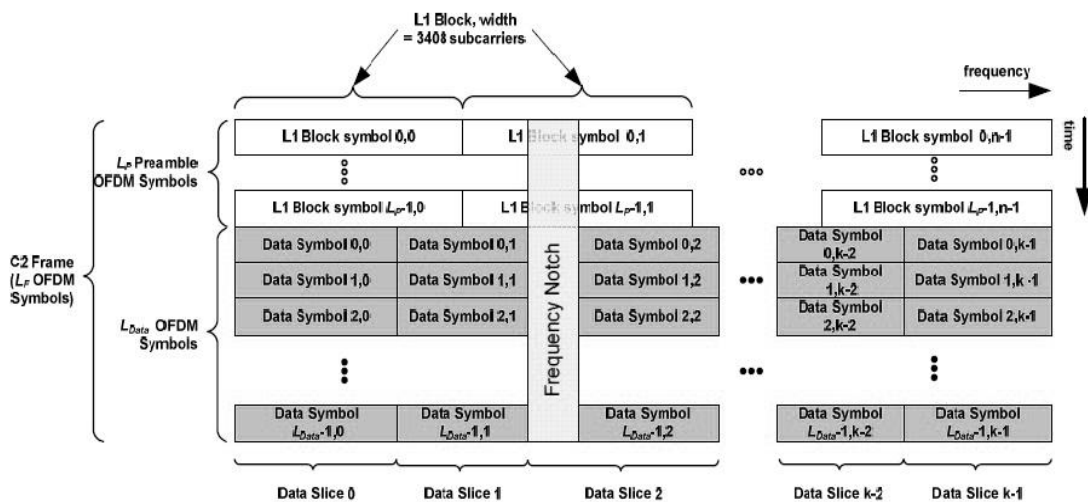 L1 Block, width
= 3408 subcarriers
frequency
time
L1 Block symbol 0,0
L1 Block symbol 0,1
L1 Block symbol 0,n-1
LP Preamble
OFDM Symbols
L1 Block symbol LP-1,0
L1 Block symbol LP-1,1
L1 Block symbol LP-1,n-1
C2 Frame
(LF OFDM
Symbols)
LData OFDM
Symbols
Data Symbol 0,0
Data Symbol 0,1
Data Symbol 0,2
Data Symbol
0,k-2
Data Symbol 0,k-1
Data Symbol 1,0
Data Symbol 1,1
Data Symbol 1,2
Data Symbol
1,k-2
Data Symbol 1,k-1
Data Symbol 2,0
Data Symbol 2,1
Data Symbol 2,2
Data Symbol
2,k-2
Data Symbol 2,k-1
Frequency Notch
Data Symbol
LData-1,0
Data Symbol
LData-1,1
Data Symbol
LData-1,2
Data Symbol
LData-1,k-2
Data Symbol
LData-1,k-1
Data Slice 0
Data Slice 1
Data Slice 2
Data Slice k-2
Data Slice k-1